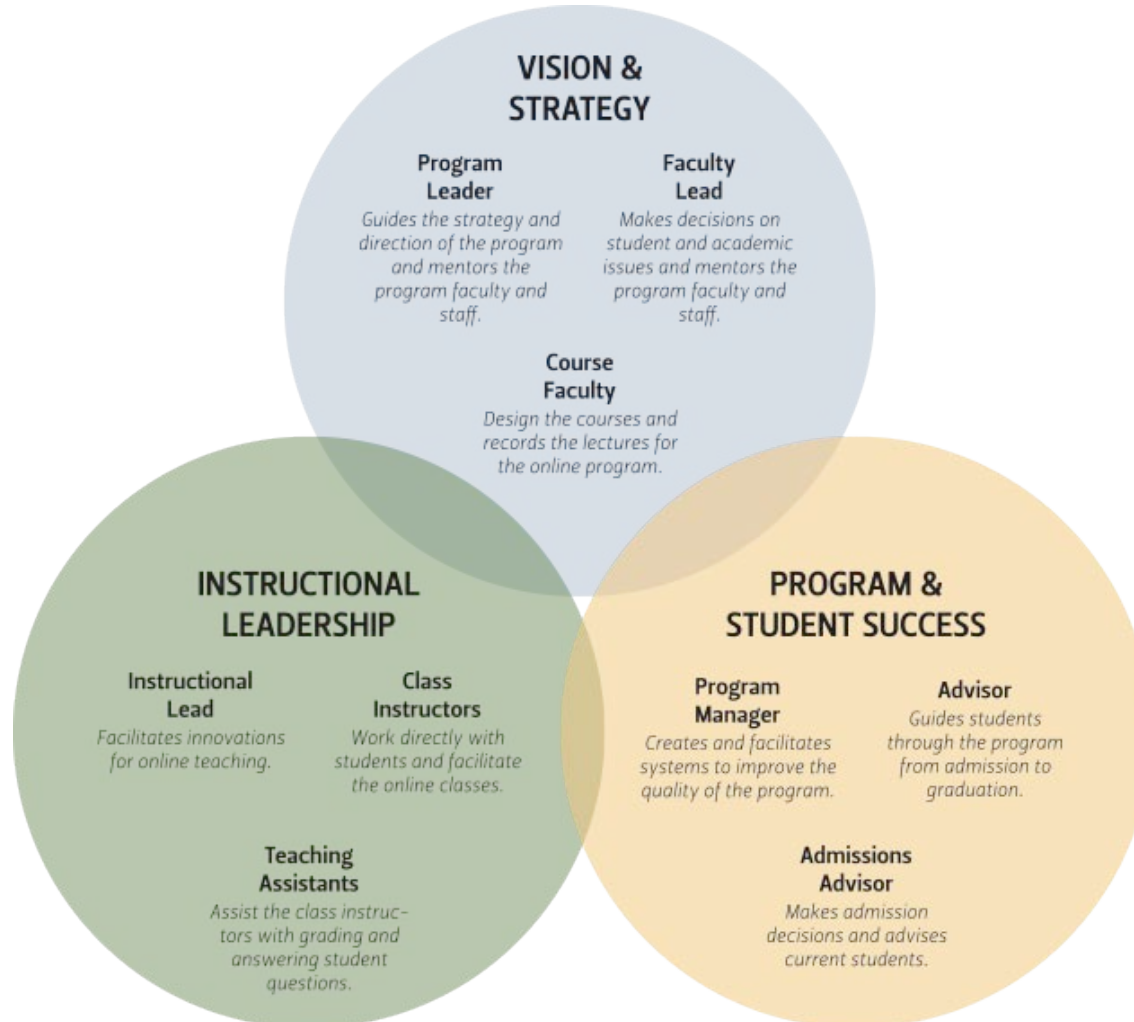 VISION &
STRATEGY
Program
Leader
Guides the strategy and
direction of the program
and mentors the
program faculty and
staff.
Faculty
Lead
Makes decisions on
student and academic
issues and mentors the
program faculty and
staff.
Course
Faculty
Design the courses and
records the lectures for
the online program.
INSTRUCTIONAL
LEADERSHIP
Instructional
Lead
Facilitates innovations
for online teaching.
Class
Instructors
Work directly with
students and facilitate
the online classes.
Teaching
Assistants
Assist the class instruc-
tors with grading and
answering student
questions.
PROGRAM &
STUDENT SUCCESS
Program
Manager
Creates and facilitates
systems to improve the
quality of the program.
Advisor
Guides students
through the program
from admission to
graduation.
Admissions
Advisor
Makes admission
decisions and advises
current students.